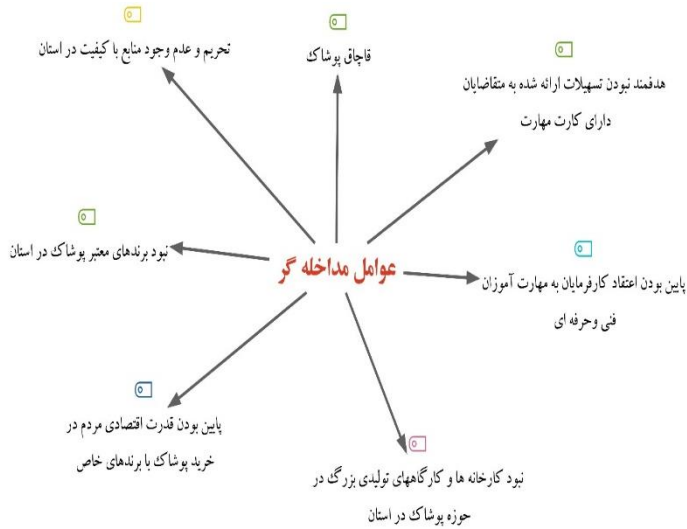 تحریم و عدم وجود منابع با کیفیت در استان
قاچاق پوشاک
هدفمند نبودن تسهیلات ارائه شده به متقاضایان
دارای کارت مهارت
نبود برندهای معتبر پوشاک در استان
عوامل مداخله گر
پایین بودن اعتقاد کارفرمایان به مهارت آموزان
فنی وحرفه ای
پایین بودن قدرت اقتصادی مردم در
خرید پوشاک با برندهای خاص
نبود کارخانه ها و کارگاههای تولیدی بزرگ در
حوزه پوشاک در استان